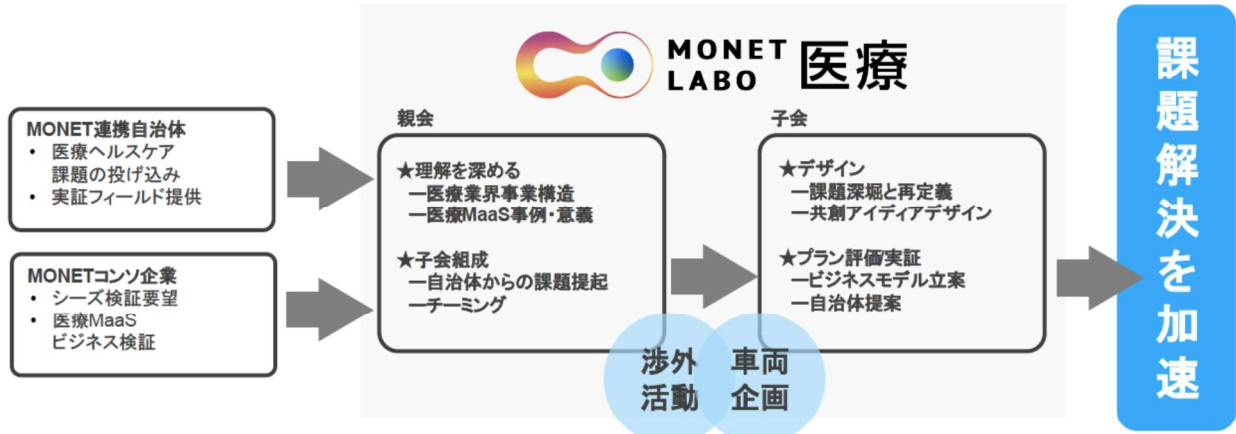 MONET
LABO
医療
MONET連携自治体
• 医療ヘルスケア
課題の投げ込み
• 実証フィールド提供
MONETコンソ企業
• シーズ検証要望
• 医療MaaS
ビジネス検証
親会
★理解を深める
ー医療業界事業構造
ー医療MaaS事例・意義
★子会組成
ー自治体からの課題提起
ーチーミング
子会
★デザイン
ー課題深堀と再定義
ー共創アイディアデザイン
★プラン評価/実証
ービジネスモデル立案
ー自治体提案
渉外
活動
車両
企画
課題解決を加速